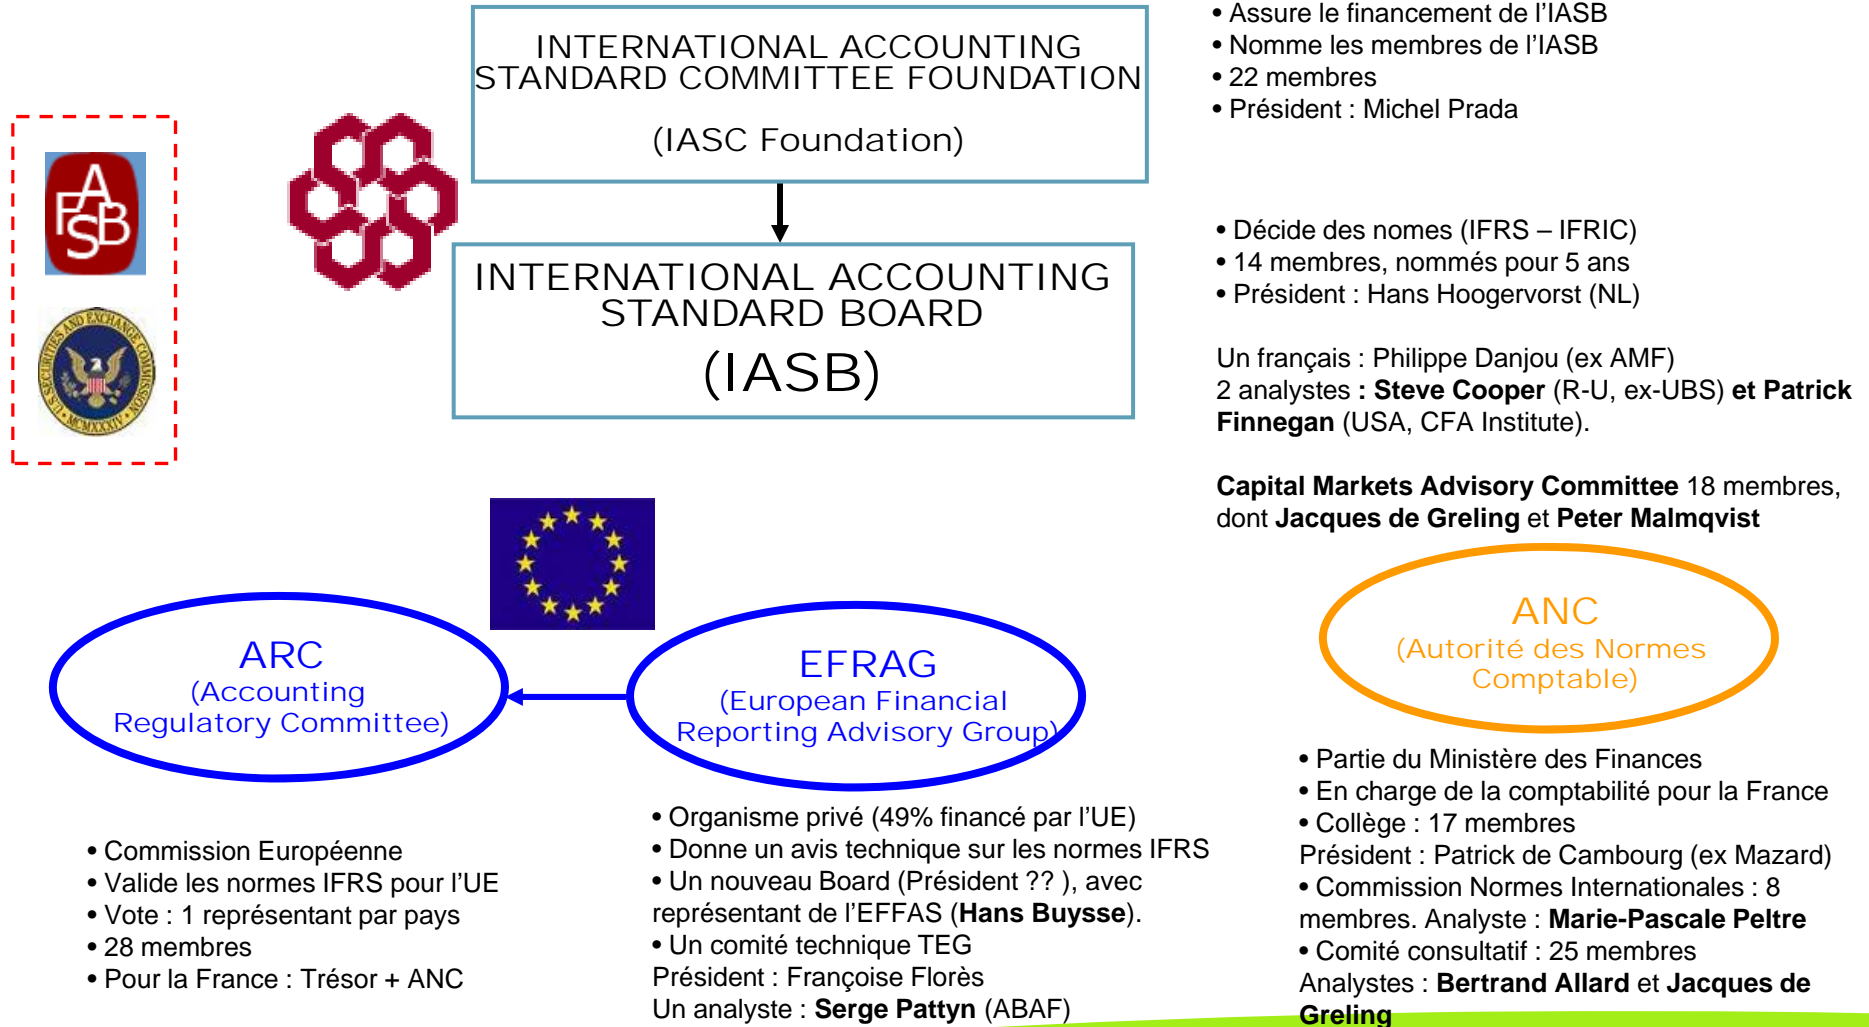 INTERNATIONAL ACCOUNTING
STANDARD COMMITTEE FOUNDATION
(IASC Foundation)
• Assure le financement de l’IASB
• Nomme les membres de l’IASB
• 22 membres
• Président : Michel Prada
FASB
U.S. SECURITIES AND EXCHANGE COMMISSION
MCMXXXIV
INTERNATIONAL ACCOUNTING
STANDARD BOARD
(IASB)
• Décide des nomes (IFRS – IFRIC)
• 14 membres, nommés pour 5 ans
• Président : Hans Hoogervorst (NL)
Un français : Philippe Danjou (ex AMF)
2 analystes : Steve Cooper (R-U, ex-UBS) et Patrick
Finnegan (USA, CFA Institute).
Capital Markets Advisory Committee 18 membres,
dont Jacques de Greling et Peter Malmqvist
ARC
(Accounting
Regulatory Committee)
• Commission Européenne
• Valide les normes IFRS pour l’UE
• Vote : 1 représentant par pays
• 28 membres
• Pour la France : Trésor + ANC
EFRAG
(European Financial
Reporting Advisory Group)
• Organisme privé (49% financé par l’UE)
• Donne un avis technique sur les normes IFRS
• Un nouveau Board (Président ?? ), avec
représentant de l’EFFAS (Hans Buysse).
• Un comité technique TEG
Président : Françoise Florès
Un analyste : Serge Pattyn (ABAF)
ANC
(Autorité des Normes
Comptable)
• Partie du Ministère des Finances
• En charge de la comptabilité pour la France
• Collège : 17 membres
Président : Patrick de Cambourg (ex Mazard)
• Commission Normes Internationales : 8
membres. Analyste : Marie-Pascale Peltre
• Comité consultatif : 25 membres
Analystes : Bertrand Allard et Jacques de
Greling